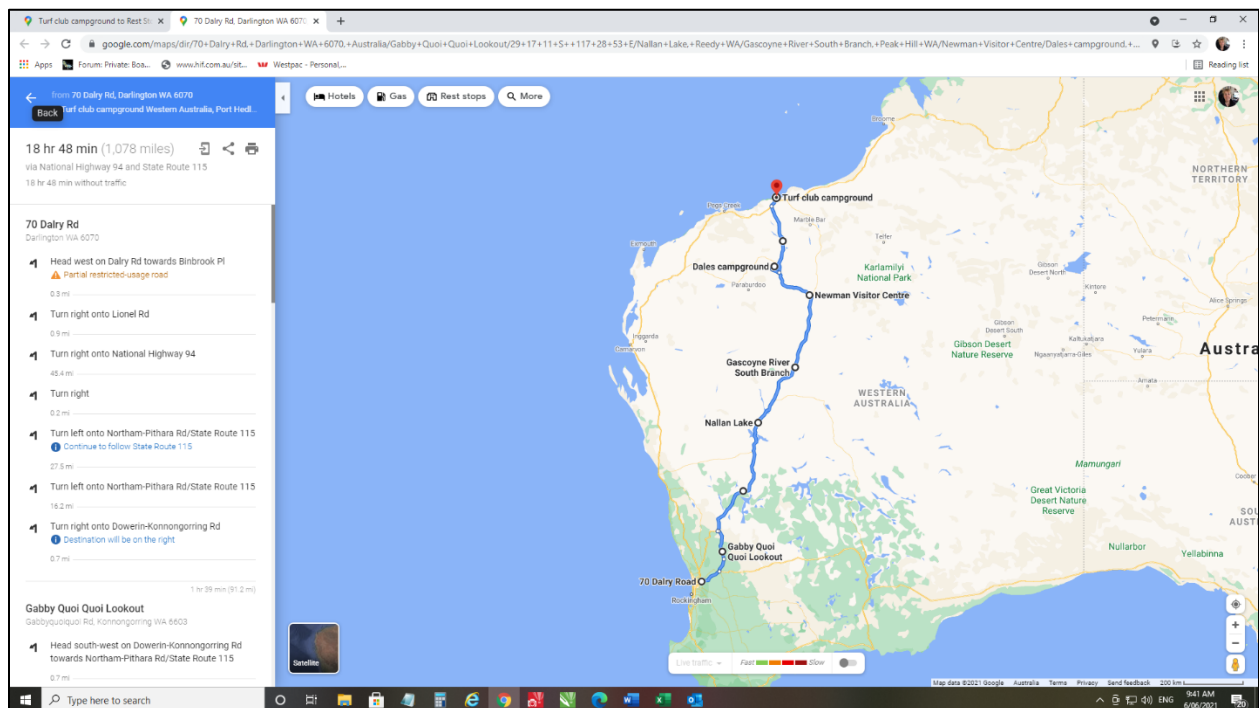 Turf club campground to Rest St
70 Dalry Rd, Darlington WA 6070
google.com/maps/dir/70+Dalry+Rd,+Darlington+WA+6070,+Australia/Gabby+Quoi+Quoi+Lookout/29+17+11+S++117+28+53+E/Nallan+Lake,+Reedy+WA/Gascoyne+River+South+Branch,+Peak+Hill+WA/Newman+Visitor+Centre/Dales+campground,+...
Apps
Forum: Private: Boa...
www.hif.com.au/sit...
Westpac - Personal,...
Reading list
from 70 Dalry Rd, Darlington WA 6070
Turf club campground Western Australia, Port Hedl...
Back
18 hr 48 min (1,078 miles)
via National Highway 94 and State Route 115
18 hr 48 min without traffic
70 Dalry Rd
Darlington WA 6070
Head west on Dalry Rd towards Binbrook Pl
Partial restricted-usage road
0.3 mi
Turn right onto Lionel Rd
0.9 mi
Turn right onto National Highway 94
45.4 mi
Turn right
0.2 mi
Turn left onto Northam-Pithara Rd/State Route 115
Continue to follow State Route 115
27.5 mi
Turn left onto Northam-Pithara Rd/State Route 115
16.2 mi
Turn right onto Dowerin-Konnongorring Rd
Destination will be on the right
0.7 mi
1 hr 39 min (91.2 mi)
Gabby Quoi Quoi Lookout
Gabbyquoiquoi Rd, Konnongorring WA 6603
Head south-west on Dowerin-Konnongorring Rd
towards Northam-Pithara Rd/State Route 115
0.7 mi
Hotels
Gas
Rest stops
More
Broome
NORTHERN
TERRITORY
Turf club campground
Dogs Creek
Marble Bar
Exmouth
Telfer
Dales campground
Karlamilyi
National Park
Gibson
Desert North
Paraburdoo
Kintore
Newman Visitor Centre
Alice Springs
Gibson
Desert South
Petermann
Inggarda
Carnarvon
Gibson Desert
Nature Reserve
Kaltukatjara
Ngaanyatjarra-Giles
Yulara
Austra
Gascoyne River
South Branch
Amata
WESTERN
AUSTRALIA
Nallan Lake
Mamungari
Coober
Great Victoria
Desert Nature
Reserve
SOU
AUST
Nullarbor
Yellabinna
Gabby Quoi
Quoi Lookout
70 Dalry Road
Rockingham
Satellite
Live traffic
Fast
Slow
Map data ©2021 Google
Australia
Terms
Privacy
Send feedback
200 km
Type here to search
ENG
9:41 AM
6/06/2021
20